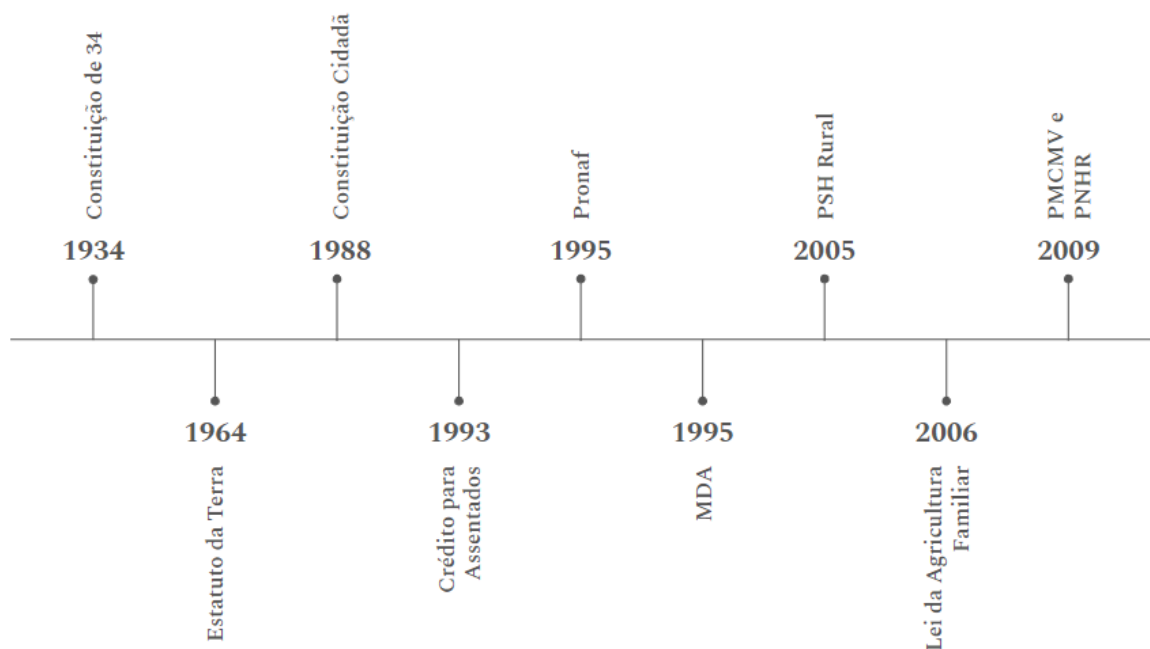 Constituição de 34
1934
1964
Estatuto da Terra
Constituição Cidadã
1988
1993
Crédito para
Assentados
Pronaf
1995
1995
MDA
PSH Rural
2005
2006
Lei da Agricultura
Familiar
PMCMV e
PNHR
2009